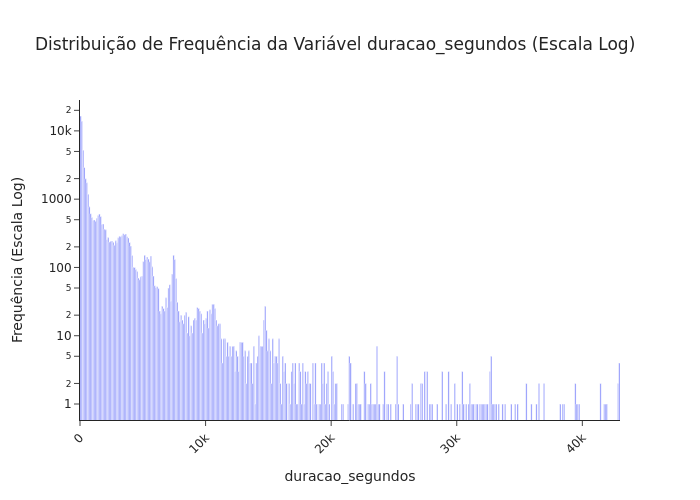 Distribuição de Frequência da Variável duracao_segundos (Escala Log)
Frequência (Escala Log)
2
10k
5
2
1000
5
2
100
5
2
10
5
2
1
0
10k
20k
30k
40k
duracao_segundos